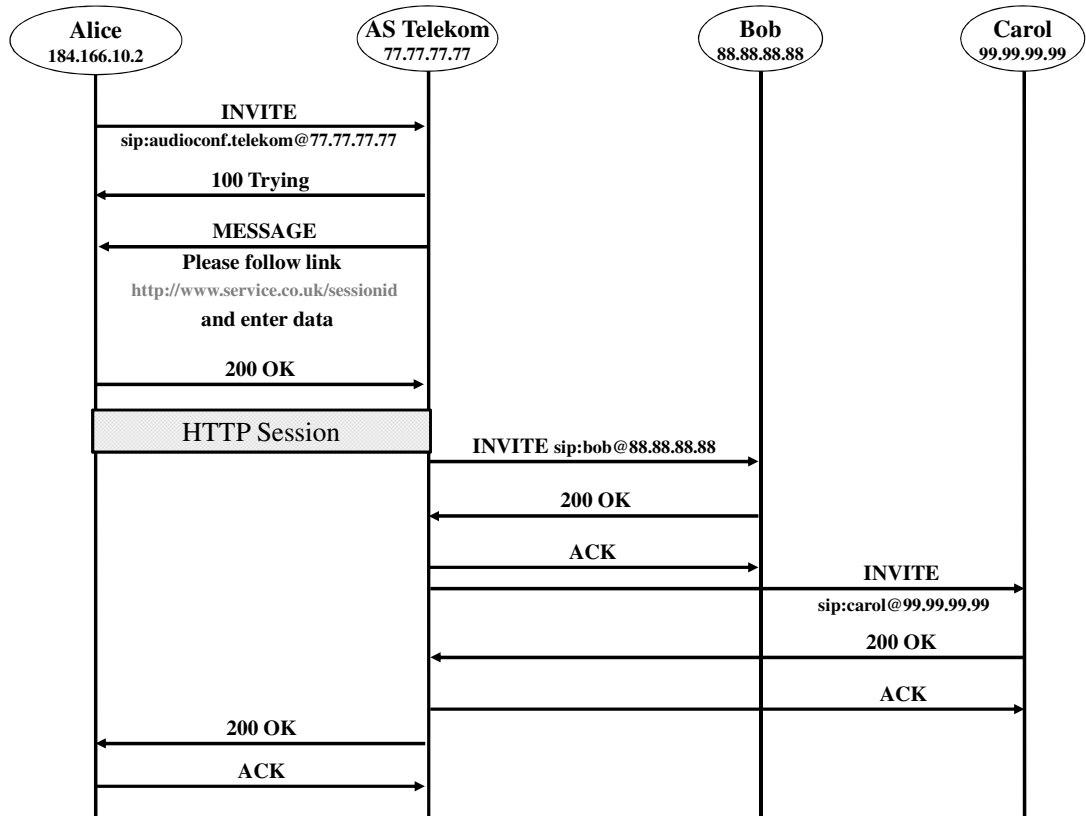 Alice
184.166.10.2
AS Telekom
77.77.77.77
Bob
88.88.88.88
Carol
99.99.99.99
INVITE
sip:audioconf.telekom@77.77.77.77
100 Trying
MESSAGE
Please follow link
http://www.service.co.uk/sessionid
and enter data
200 OK
HTTP Session
INVITE sip:bob@88.88.88.88
200 OK
ACK
INVITE
sip:carol@99.99.99.99
200 OK
ACK
200 OK
ACK